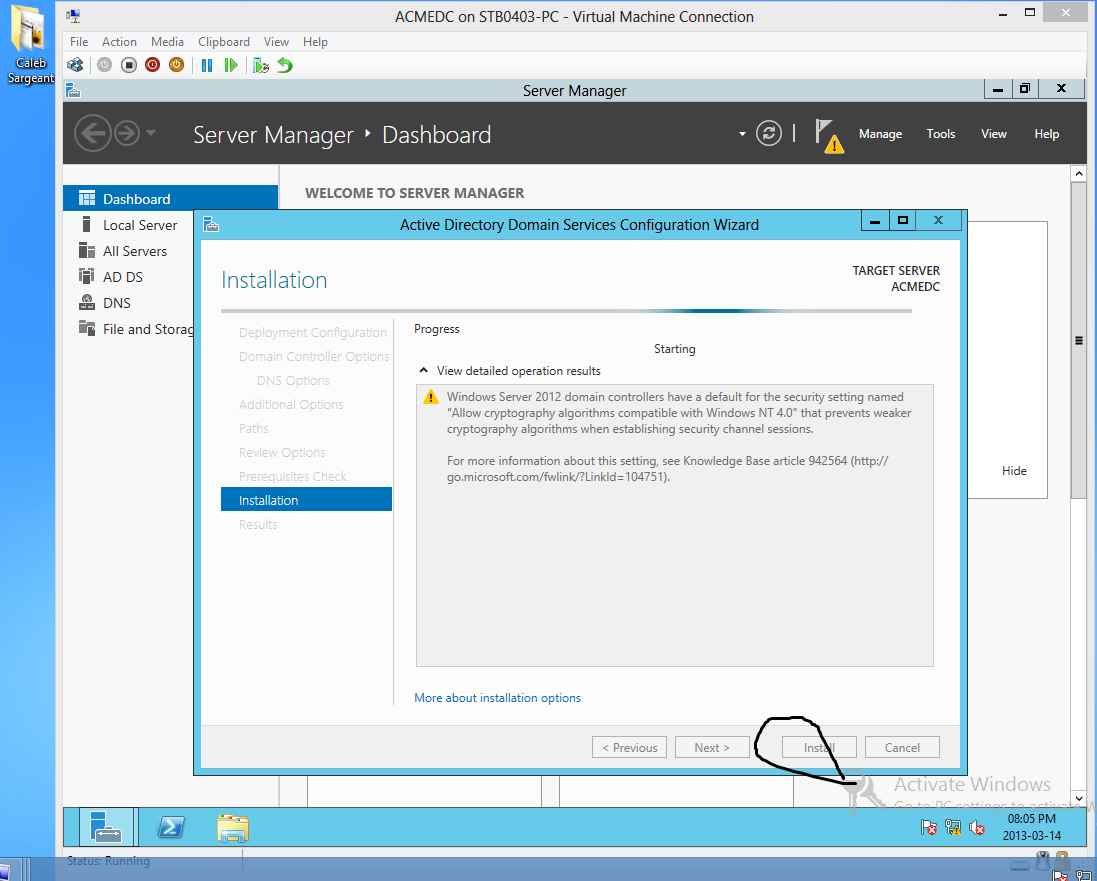 ACMEDC on STB0403-PC - Virtual Machine Connection
Caleb
Sargeant
File Action Media Clipboard View Help
Server Manager
Server Manager Dashboard
Manage Tools View Help
Dashboard
Local Server
All Servers
AD DS
DNS
File and Storag
WELCOME TO SERVER MANAGER
Active Directory Domain Services Configuration Wizard
Installation
TARGET SERVER
ACMEDC
Deployment Configuration
Domain Controller Options
DNS Options
Additional Options
Paths
Review Options
Prerequisites Check
Installation
Results
Progress
Starting
View detailed operation results
Windows Server 2012 domain controllers have a default for the security setting named
"Allow cryptography algorithms compatible with Windows NT 4.0" that prevents weaker
cryptography algorithms when establishing security channel sessions.
For more information about this setting, see Knowledge Base article 942564 (http://
go.microsoft.com/fwlink/?LinkId=104751).
Hide
More about installation options
< Previous Next > Install Cancel
Activate Windows
Go to PC settings to activate W
08:05 PM
2013-03-14
Status: Running